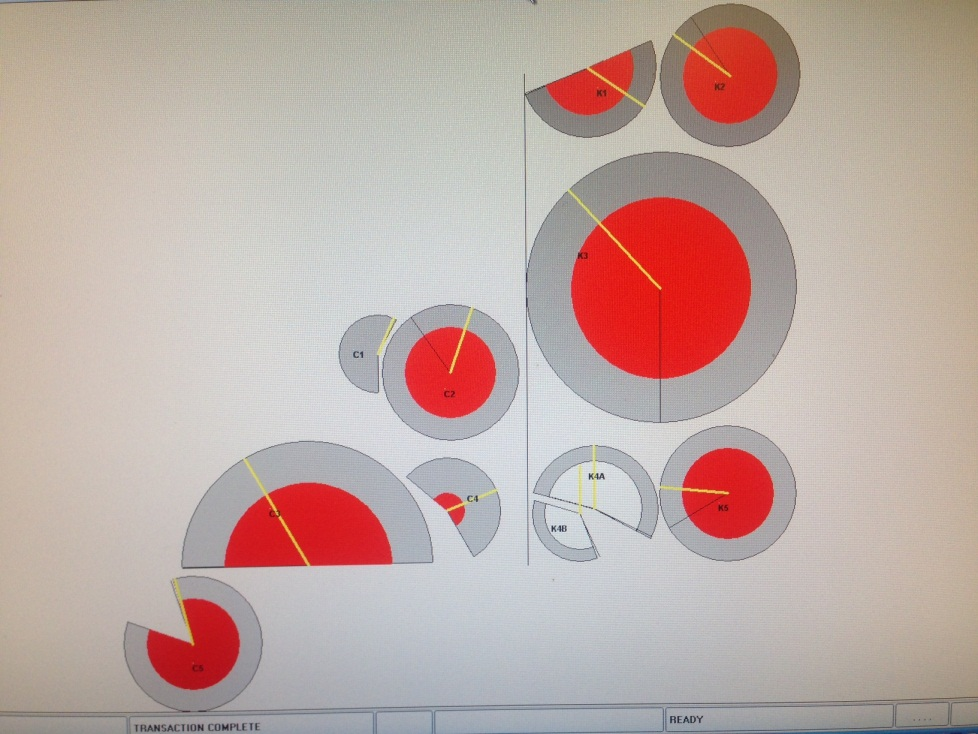 K1
K2
K3
C1
C2
K4A
C4
K5
C3
K4B
C5
TRANSACTION COMPLETE
READY
....